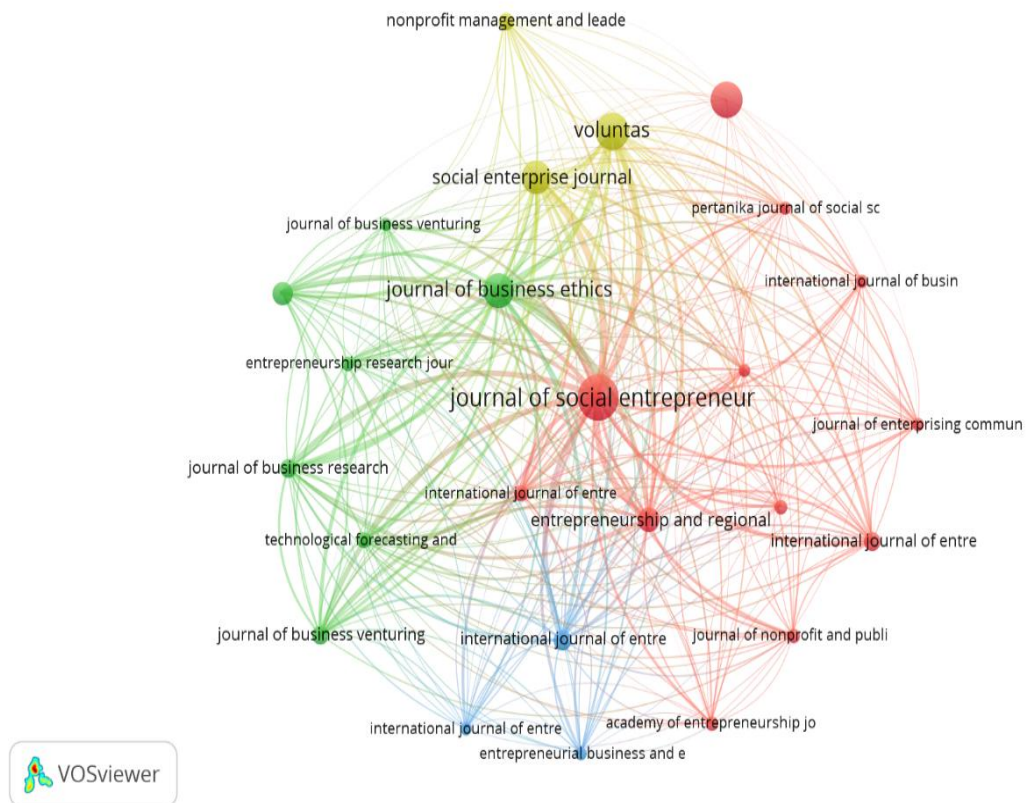 nonprofit management and leade
voluntas
social enterprise journal
pertanika journal of social sc
journal of business venturing
international journal of busin
journal of business ethics
entrepreneurship research jour
journal of social entrepreneur
journal of enterprising commun
journal of business research
international journal of entre
entrepreneurship and regional
technological forecasting and
international journal of entre
journal of business venturing
international journal of entre
journal of nonprofit and publi
international journal of entre
academy of entrepreneurship jo
entrepreneurial business and e
VOSviewer